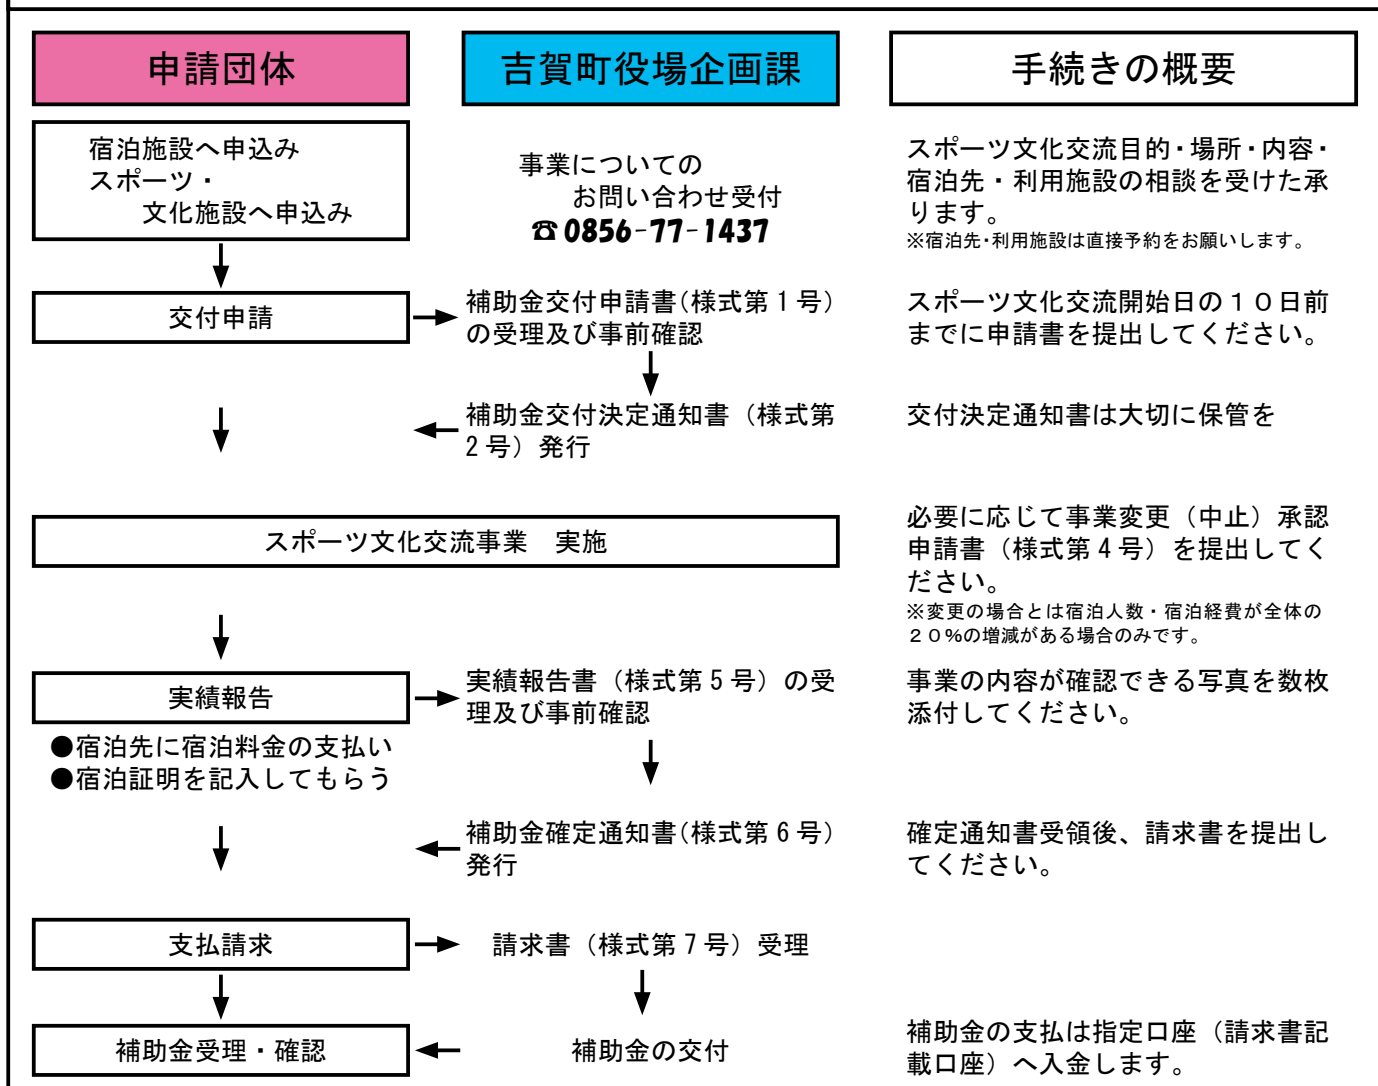 申請団体
吉賀町役場企画課
手続きの概要
宿泊施設へ申込み
スポーツ・
文化施設へ申込み
事業についての
お問い合わせ受付
☎0856-77-1437
スポーツ文化交流目的・場所・内容・
宿泊先・利用施設の相談を受けた承
ります。
※宿泊先・利用施設は直接予約をお願いします。
交付申請
補助金交付申請書(様式第1号)
の受理及び事前確認
スポーツ文化交流開始日の10日前
までに申請書を提出してください。
補助金交付決定通知書(様式第
2号)発行
交付決定通知書は大切に保管を
スポーツ文化交流事業 実施
必要に応じて事業変更(中止)承認
申請書(様式第4号)を提出してく
ださい。
※変更の場合とは宿泊人数・宿泊経費が全体の
20%の増減がある場合のみです。
実績報告
●宿泊先に宿泊料金の支払い
●宿泊証明を記入してもらう
実績報告書(様式第5号)の受
理及び事前確認
事業の内容が確認できる写真を数枚
添付してください。
補助金確定通知書(様式第6号)
発行
確定通知書受領後、請求書を提出し
てください。
支払請求
請求書(様式第7号)受理
補助金受理・確認
補助金の交付
補助金の支払は指定口座(請求書記
載口座)へ入金します。